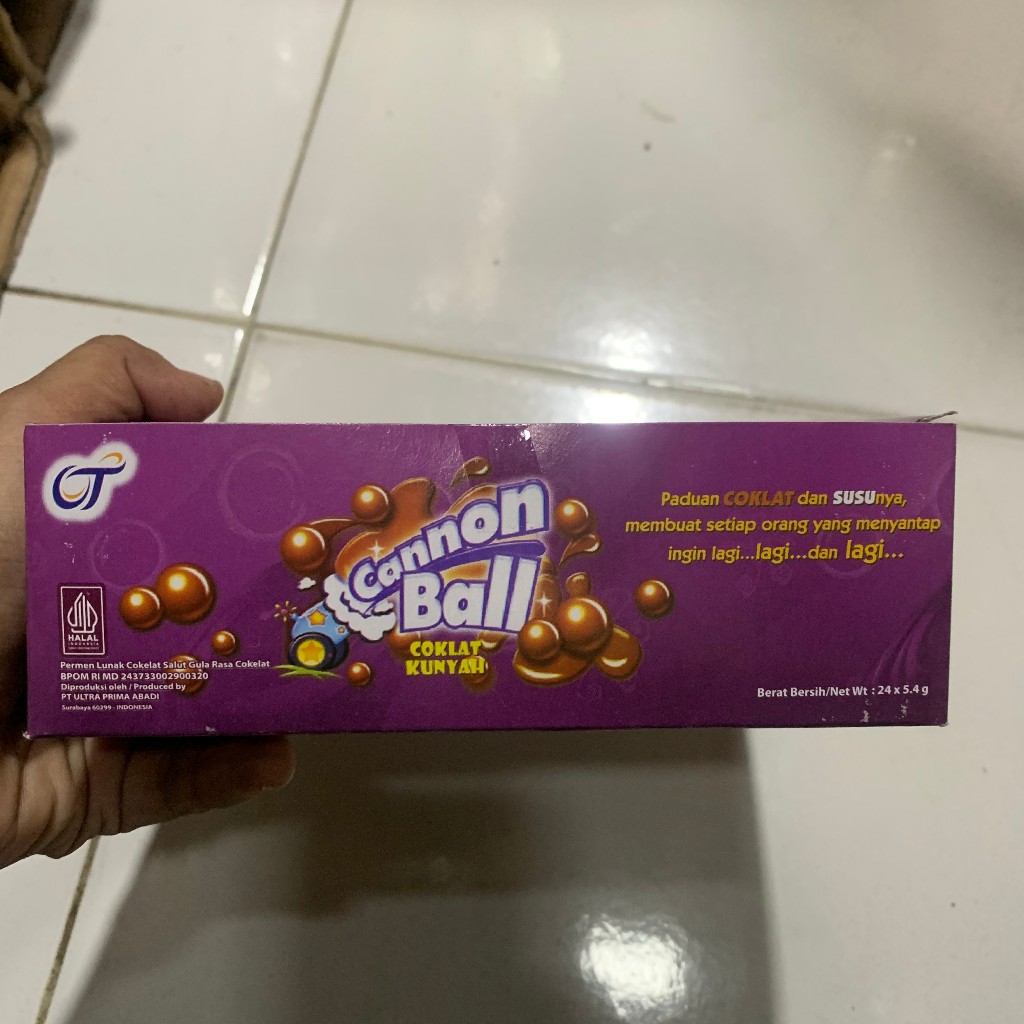 OT
Cannon
Ball
COKLAT
KUNYAH
Paduan COKLAT dan SUSUnya,
membuat setiap orang yang menyantap
ingin lagi...lagi...dan lagi...
HALAL
INDONESIA
Permen Lunak Cokelat Salut Gula Rasa Cokelat
BPOM RI MD 243733002900320
Diproduksi oleh / Produced by
PT ULTRA PRIMA ABADI
Surabaya 60299 - INDONESIA
Berat Bersih/Net Wt : 24 x 5.4 g